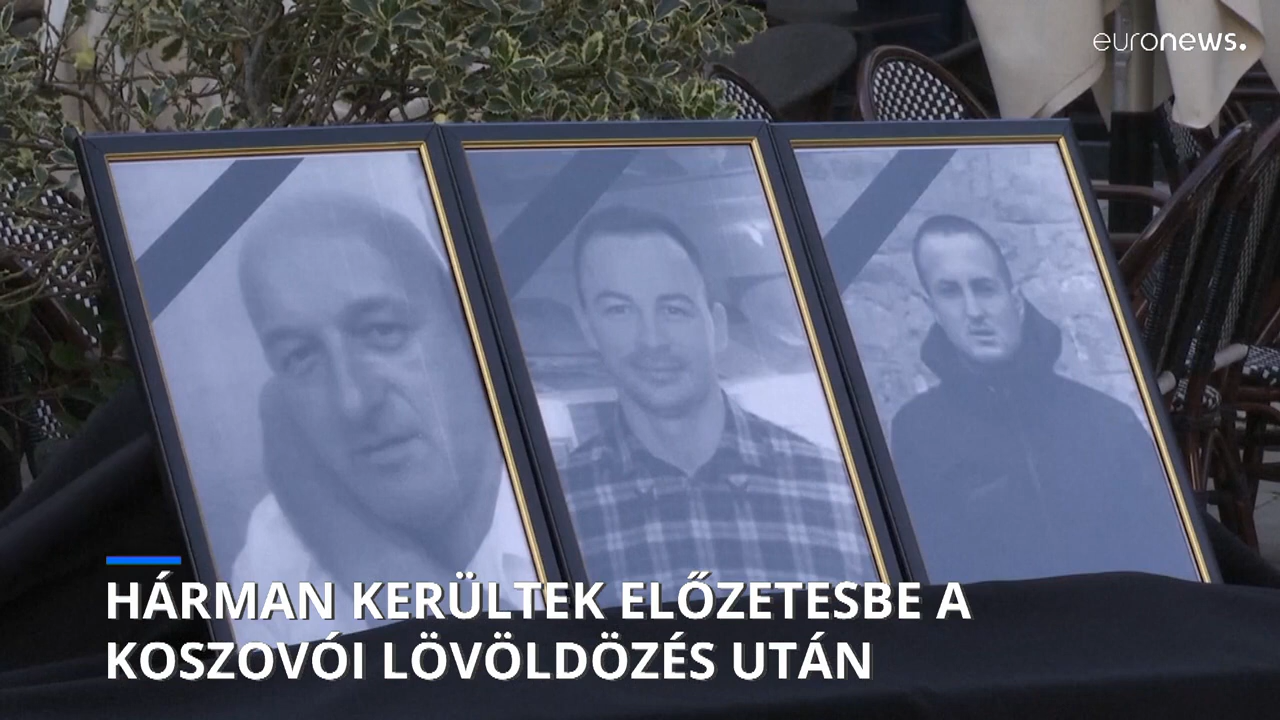 euronews.
HÁRMAN KERÜLTEK ELŐZETESBE A
KOSZOVÓI LÖVÖLDÖZÉS UTÁN